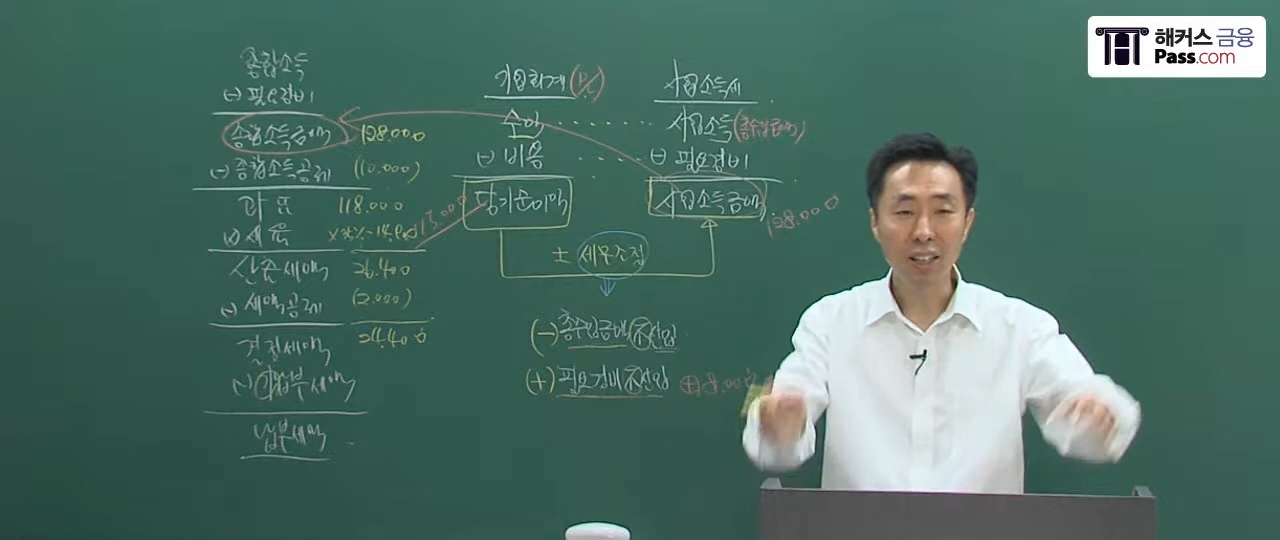 해커스 금융
Pass.com
종합소득
(-) 필요경비
종합소득금액 128.000
(-) 종합소득공제 (10.000)
과표 118.000
(x) 세율
산출세액 26.400
(-) 세액공제 (2.000)
결정세액 24.400
(-) 기납부세액
납부세액
기업회계
수익
(-) 비용
당기순이익
사업소득세
사업소득 (총수입금액)
(-) 필요경비
사업소득금액
128.000
± 세무조정
(-) 총수입금액 불산입
(+) 필요경비 불산입